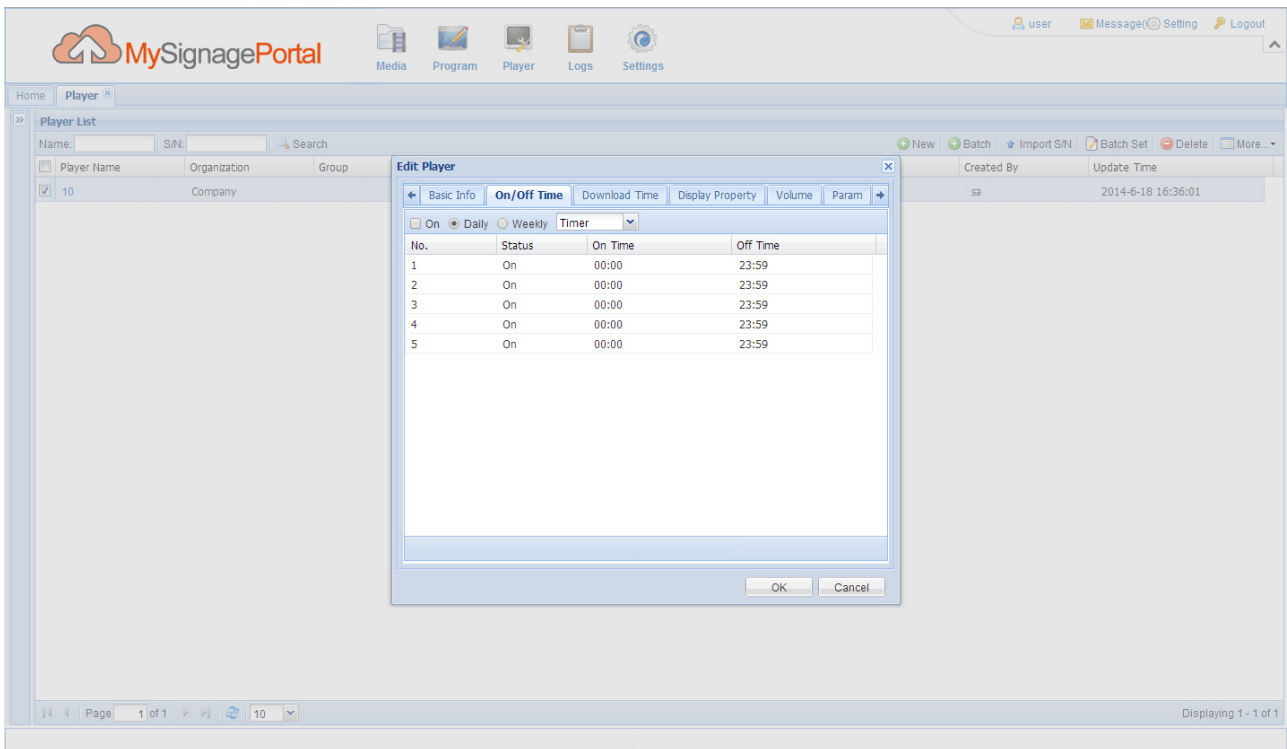 user Message( Setting Logout
MySignagePortal
Media Program Player Logs Settings
Home Player
Player List
Name: S/N: Search New Batch Import S/N Batch Set Delete More...
Player Name Organization Group Created By Update Time
10 Company sa 2014-6-18 16:36:01
Edit Player
Basic Info On/Off Time Download Time Display Property Volume Param
On Daily Weekly Timer
No. Status On Time Off Time
1 On 00:00 23:59
2 On 00:00 23:59
3 On 00:00 23:59
4 On 00:00 23:59
5 On 00:00 23:59
OK Cancel
Page 1 of 1 10 Displaying 1 - 1 of 1